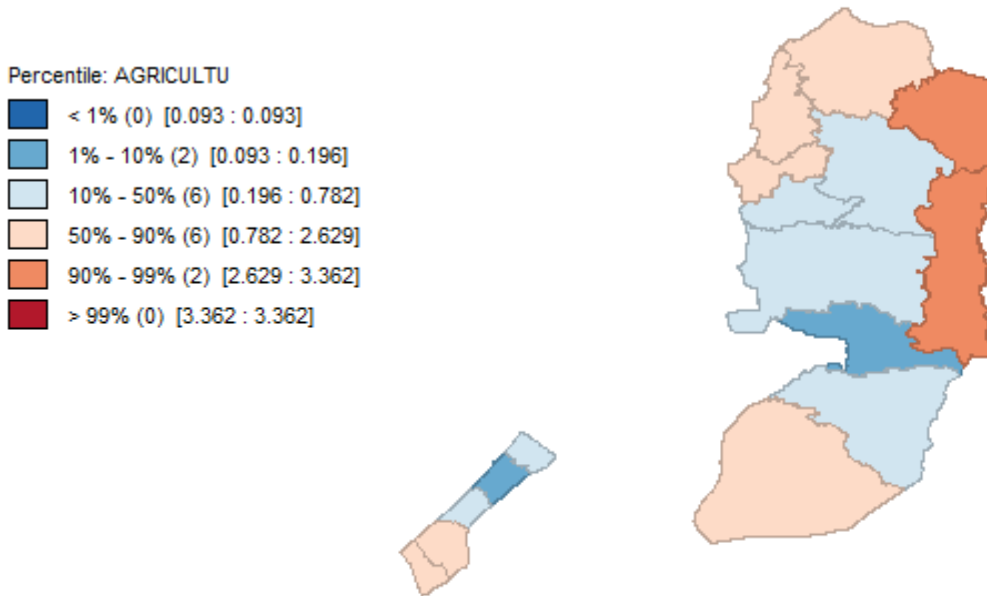 Percentile: AGRICULTU
< 1% (0) [0.093 : 0.093]
1% - 10% (2) [0.093 : 0.196]
10% - 50% (6) [0.196 : 0.782]
50% - 90% (6) [0.782 : 2.629]
90% - 99% (2) [2.629 : 3.362]
> 99% (0) [3.362 : 3.362]